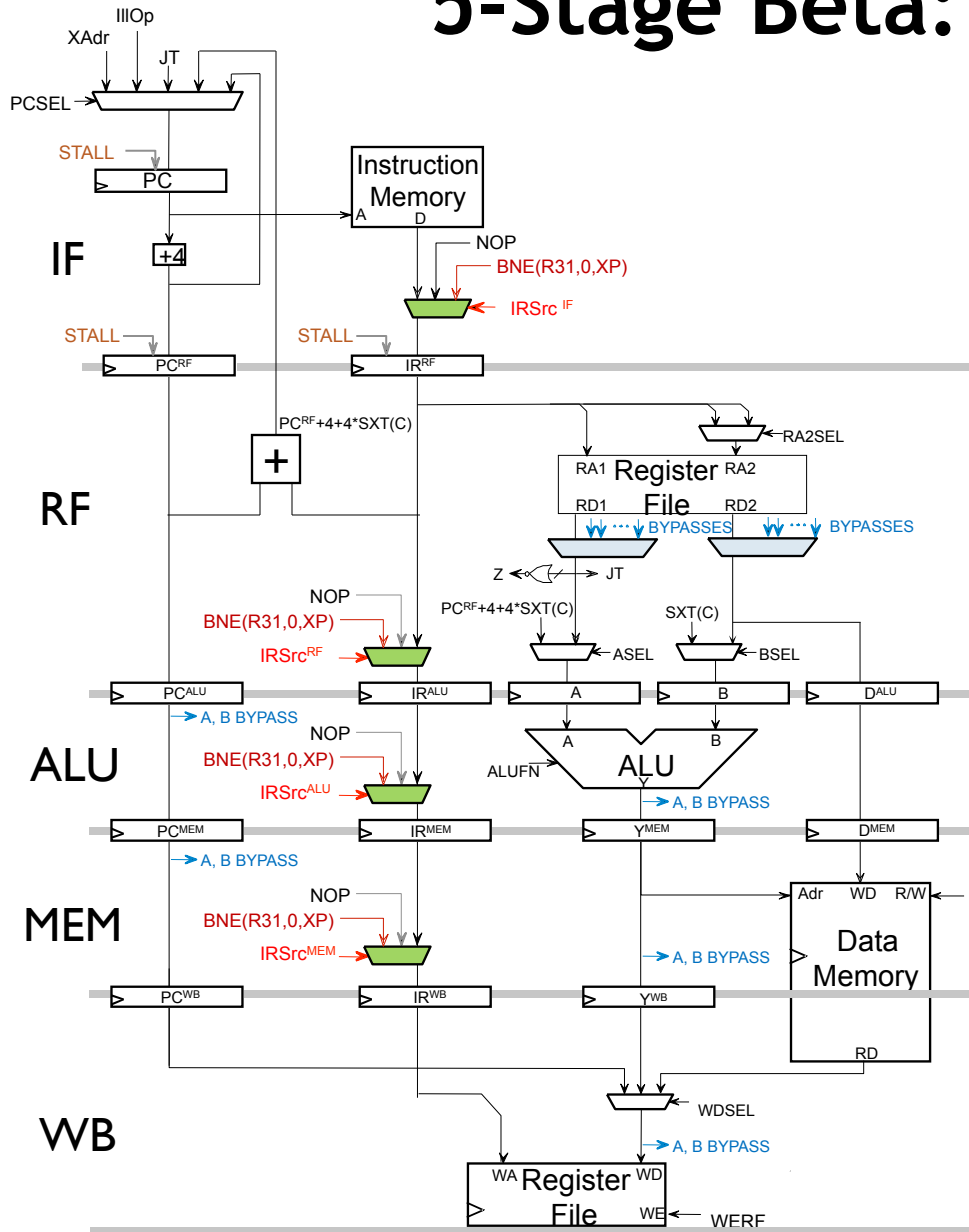 5-Stage Beta:
IllOp
XAdr
JT
PCSEL
STALL
PC
Instruction
Memory
A
D
IF
+4
NOP
BNE(R31,0,XP)
IRSrc IF
STALL
STALL
PCRF
IRRF
PCRF+4+4*SXT(C)
+
RA2SEL
RF
RA1
Register
File
RA2
RD1
RD2
BYPASSES
BYPASSES
Z
JT
NOP
BNE(R31,0,XP)
IRSrcRF
PCRF+4+4*SXT(C)
SXT(C)
ASEL
BSEL
PCALU
IRALU
A
B
DALU
A, B BYPASS
ALU
NOP
BNE(R31,0,XP)
IRSrcALU
A
B
ALU
Y
ALUFN
A, B BYPASS
PCMEM
IRMEM
YMEM
DMEM
A, B BYPASS
MEM
NOP
BNE(R31,0,XP)
IRSrcMEM
Adr
WD
R/W
Data
Memory
A, B BYPASS
PCWB
IRWB
YWB
RD
WDSEL
WB
A, B BYPASS
WA
Register
File
WD
WE
WERF